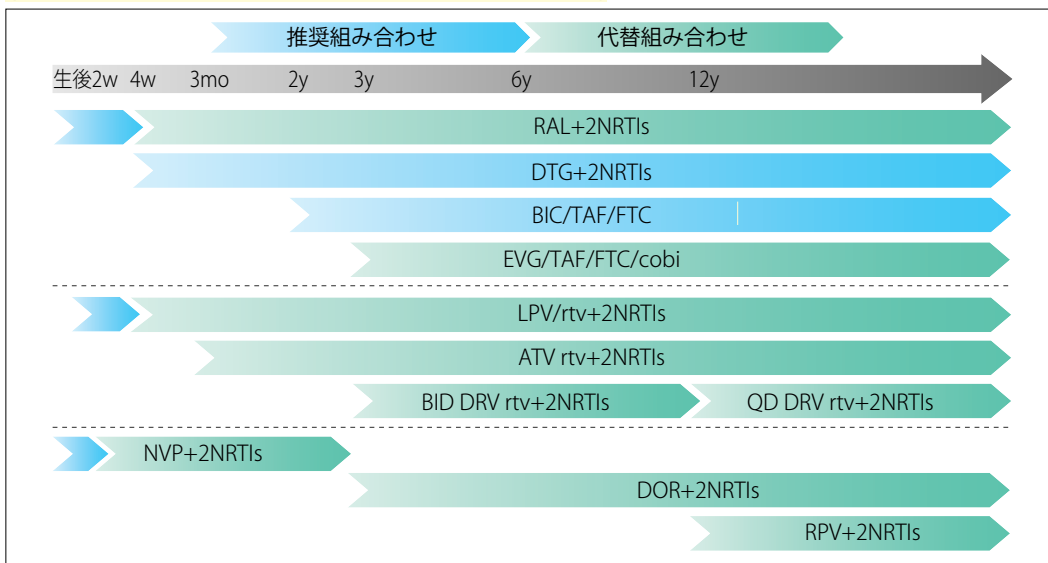 推奨組み合わせ 代替組み合わせ
生後2w 4w 3mo 2y 3y 6y 12y
RAL+2NRTIs
DTG+2NRTIs
BIC/TAF/FTC
EVG/TAF/FTC/cobi
LPV/rtv+2NRTIs
ATV rtv+2NRTIs
BID DRV rtv+2NRTIs QD DRV rtv+2NRTIs
NVP+2NRTIs
DOR+2NRTIs
RPV+2NRTIs